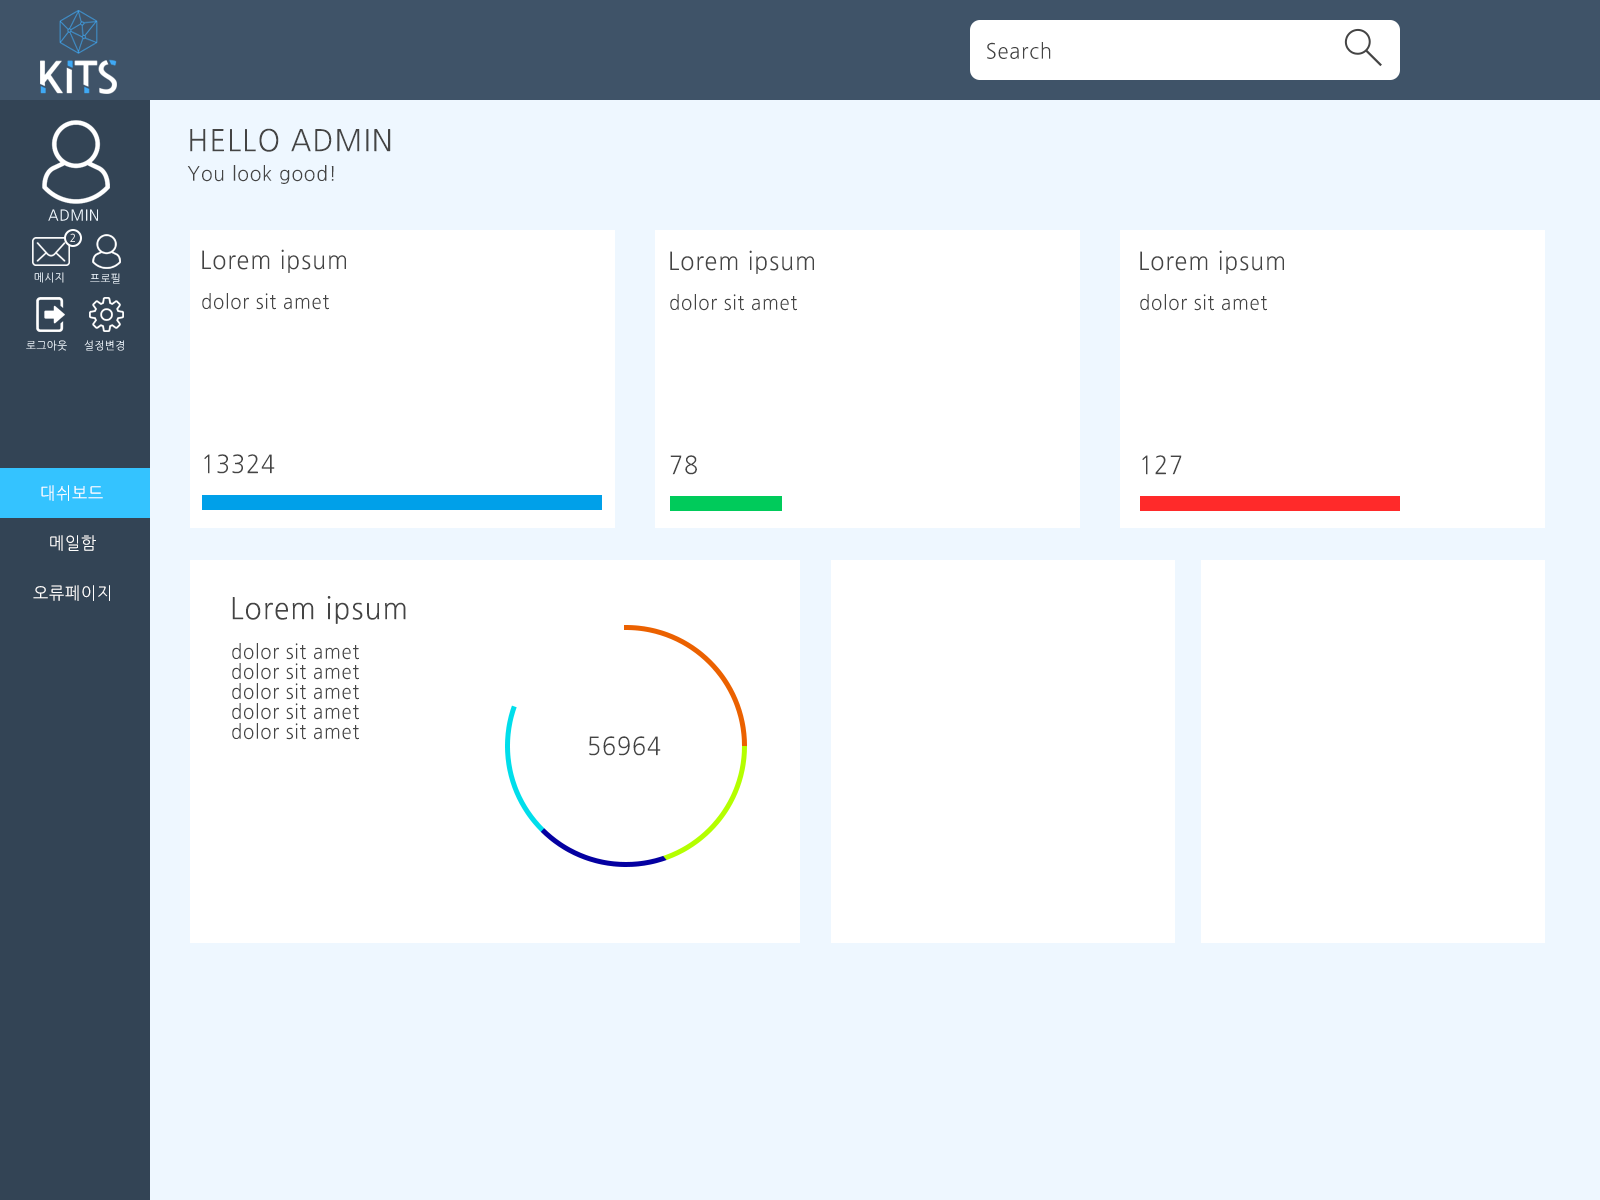 KiTS
Search
ADMIN
2
메시지
프로필
로그아웃
설정변경
대쉬보드
메일함
오류페이지
HELLO ADMIN
You look good!
Lorem ipsum
dolor sit amet
13324
Lorem ipsum
dolor sit amet
78
Lorem ipsum
dolor sit amet
127
Lorem ipsum
dolor sit amet
dolor sit amet
dolor sit amet
dolor sit amet
dolor sit amet
56964